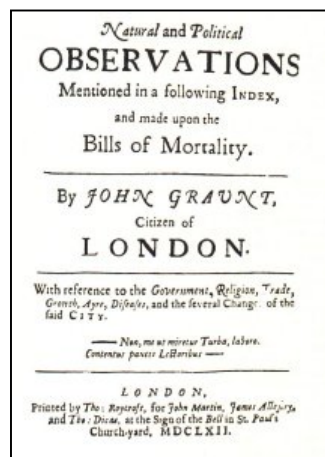 Natural and Political
OBSERVATIONS
Mentioned in a following INDEX,
and made upon the
Bills of Mortality.
By JOHN GRAUNT,
Citizen of
LONDON.
With reference to the Government, Religion, Trade,
Growth, Ayre, Diseases, and the several Changes of the
said CITY.
—— Non, me ut miretur Turba, laboro.
Contentus paucis Lectoribus ——
LONDON,
Printed by Tho: Roycroft, for John Martin, James Allestry,
and Tho: Dicas, at the Sign of the Bell in St. Paul's
Church-yard, MDCLXII.